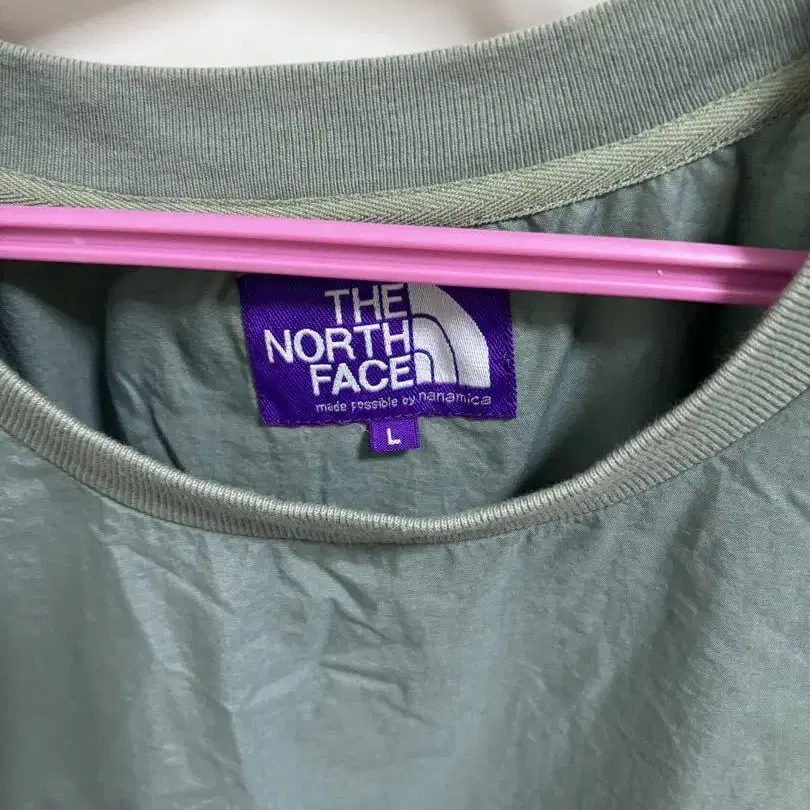 THE
NORTH
FACE
made possible by nanamica
L